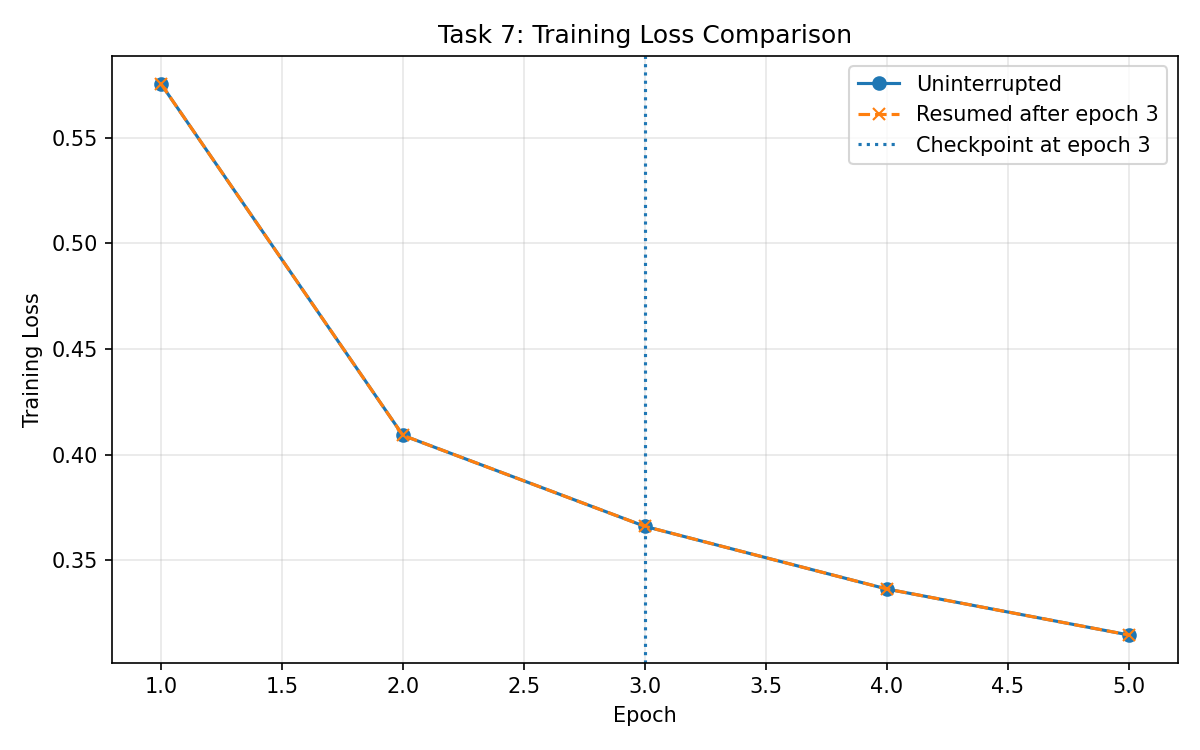 Task 7: Training Loss Comparison
Uninterrupted
Resumed after epoch 3
Checkpoint at epoch 3
Training Loss
0.55
0.50
0.45
0.40
0.35
1.0 1.5 2.0 2.5 3.0 3.5 4.0 4.5 5.0
Epoch